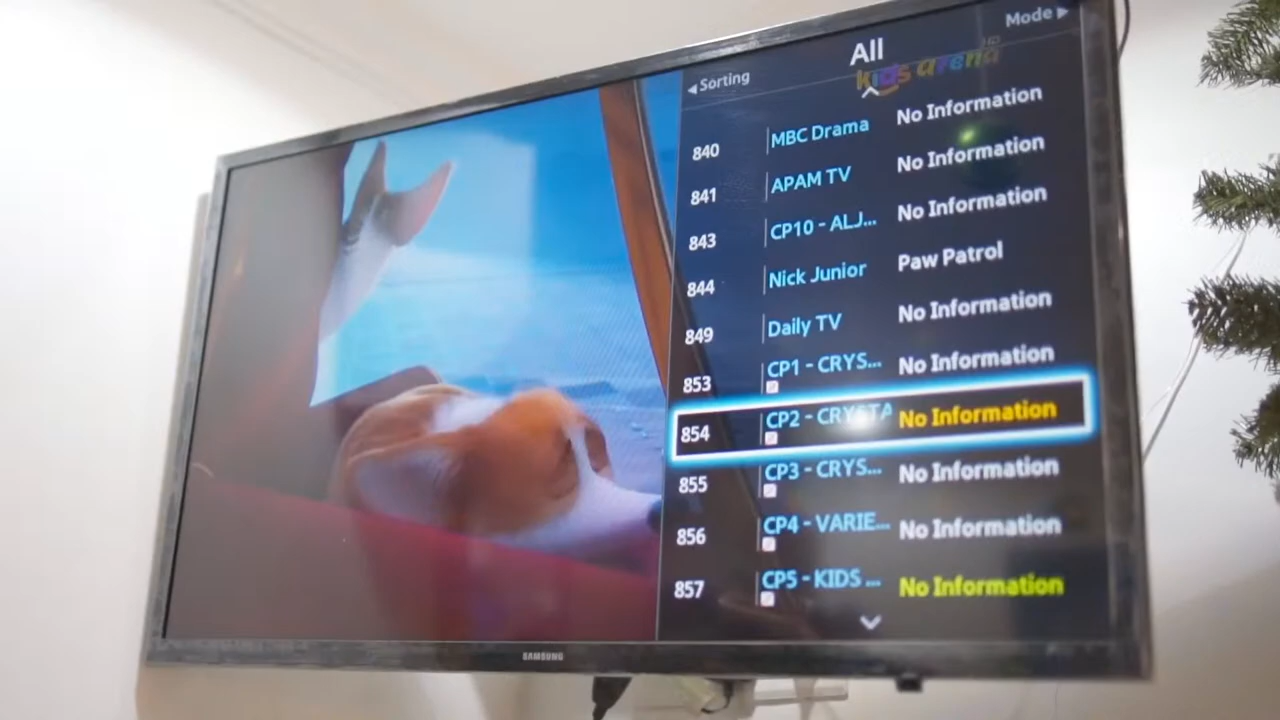 Mode
All
kids arena HD
Sorting
840 MBC Drama No Information
841 APAM TV No Information
843 CP10 - ALJ... No Information
844 Nick Junior Paw Patrol
849 Daily TV No Information
853 CP1 - CRYS... No Information
854 CP2 - CRYSTA No Information
855 CP3 - CRYS... No Information
856 CP4 - VARIE... No Information
857 CP5 - KIDS ... No Information
SAMSUNG